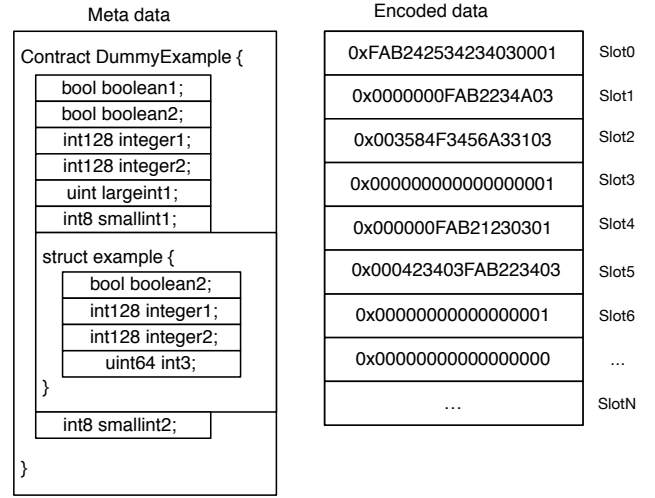 Meta data
Contract DummyExample {
bool boolean1;
bool boolean2;
int128 integer1;
int128 integer2;
uint largeint1;
int8 smallint1;
struct example {
bool boolean2;
int128 integer1;
int128 integer2;
uint64 int3;
}
int8 smallint2;
}
Encoded data
0xFAB242534234030001 Slot0
0x0000000FAB2234A03 Slot1
0x003584F3456A33103 Slot2
0x000000000000000001 Slot3
0x000000FAB21230301 Slot4
0x000423403FAB223403 Slot5
0x00000000000000001 Slot6
0x00000000000000000 ...
... SlotN